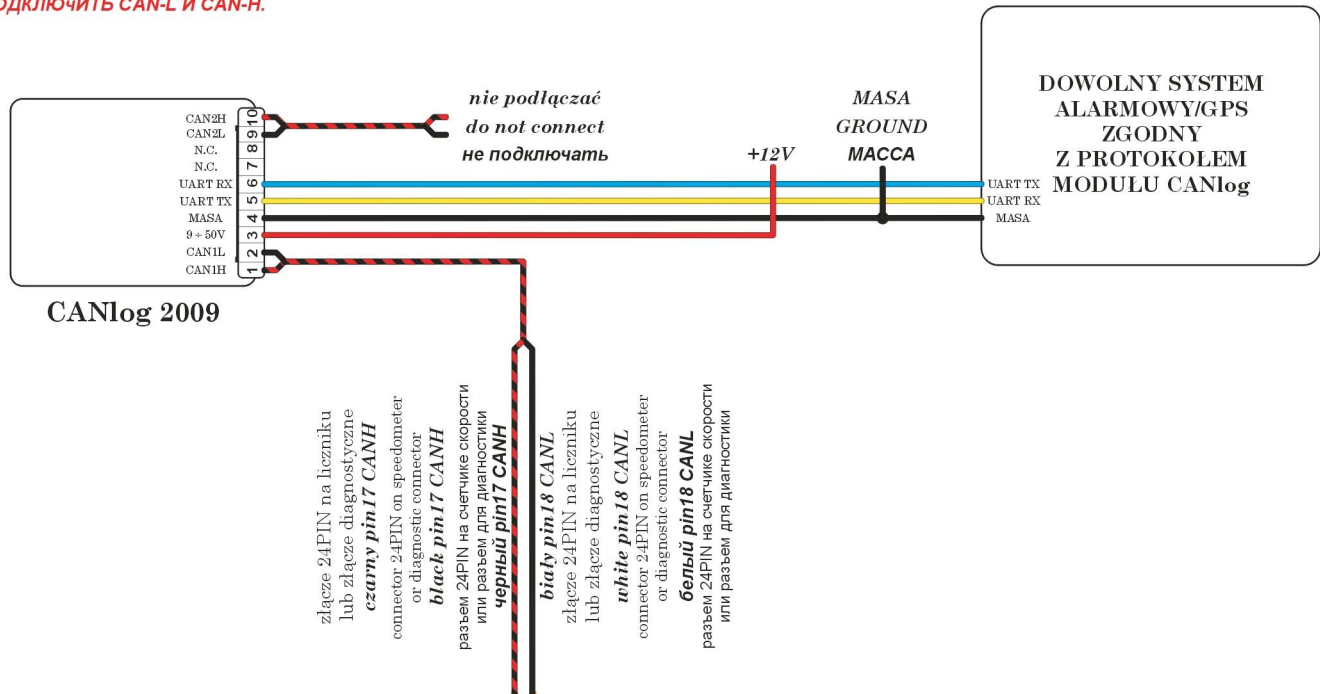 ПОДКЛЮЧИТЬ CAN-L И CAN-H.
nie podłączać
do not connect
не подключать
MASA
GROUND
МАССА
+12V
DOWOLNY SYSTEM
ALARMOWY/GPS
ZGODNY
Z PROTOKOŁEM
MODUŁU CANlog
UART TX
UART RX
MASA
CAN2H 10
CAN2L 9
N.C. 8
N.C. 7
UART RX 6
UART TX 5
MASA 4
9÷50V 3
CAN1L 2
CAN1H 1
CANlog 2009
złącze 24PIN na liczniku
lub złącze diagnostyczne
czarny pin17 CANH
connector 24PIN on speedometer
or diagnostic connector
black pin17 CANH
разъем 24PIN на счетчике скорости
или разъем для диагностики
черный pin17 CANH
biały pin18 CANL
złącze 24PIN na liczniku
lub złącze diagnostyczne
white pin18 CANL
connector 24PIN on speedometer
or diagnostic connector
белый pin18 CANL
разъем 24PIN на счетчике скорости
или разъем для диагностики